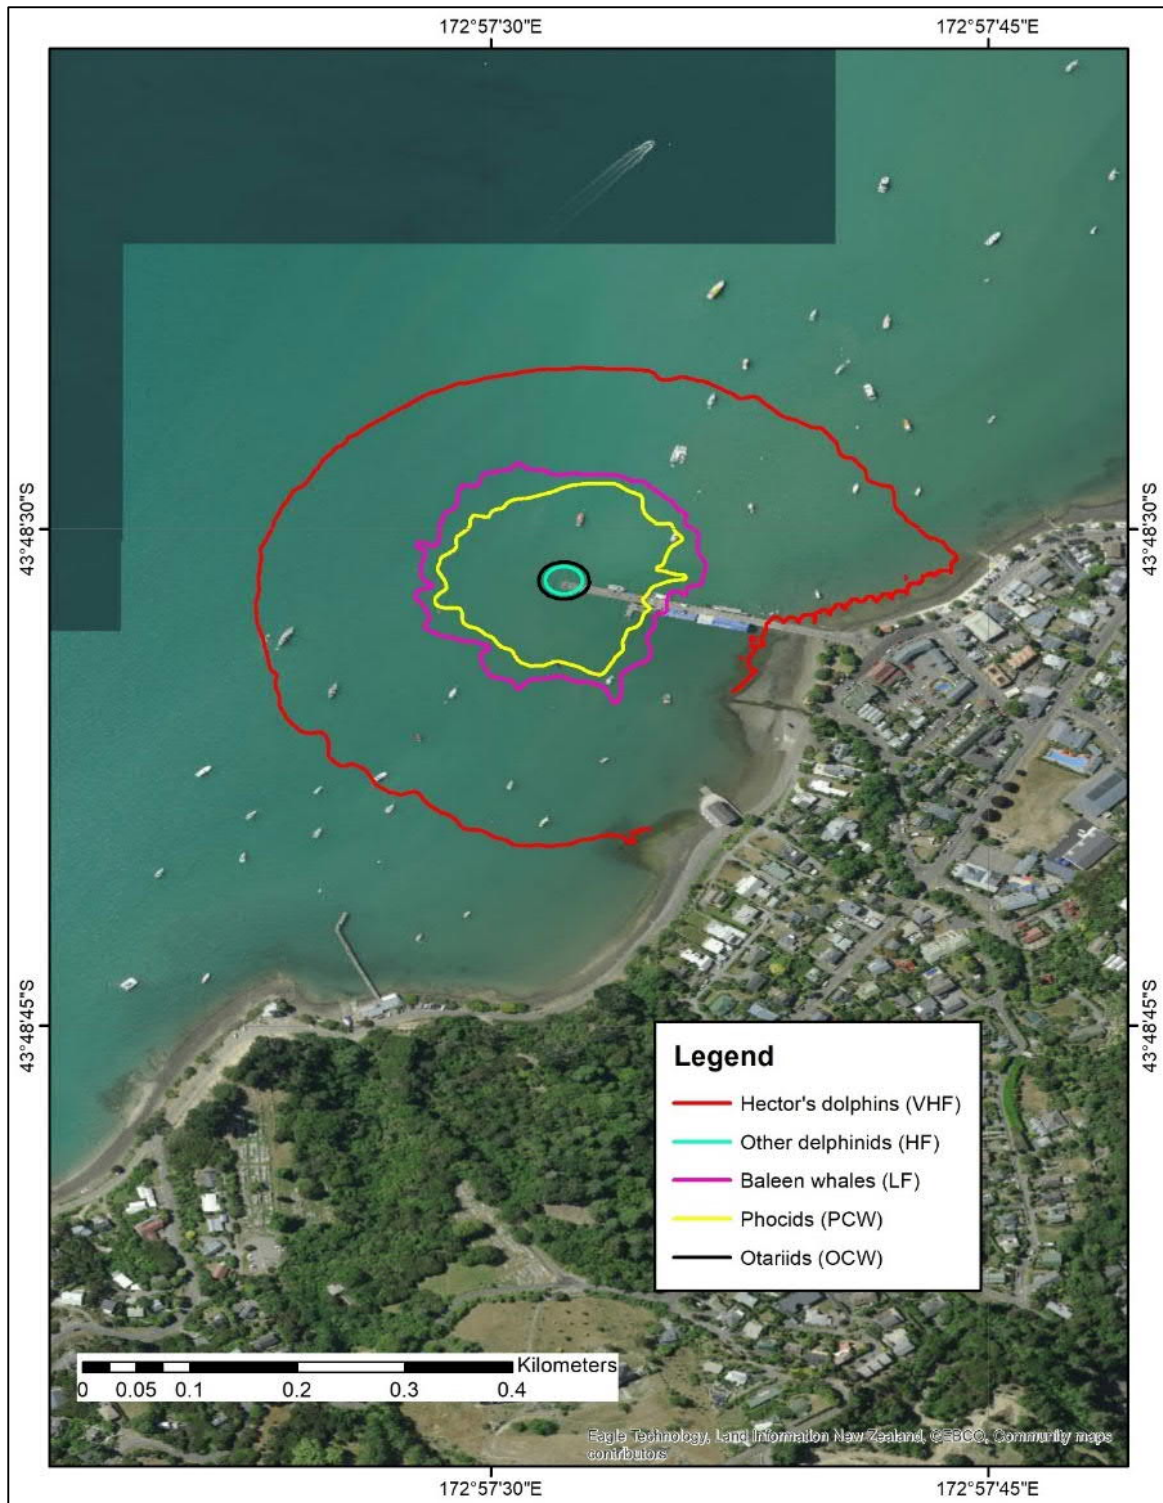 172°57'30"E
172°57'45"E
43°48'30"S
43°48'30"S
43°48'45"S
43°48'45"S
Legend
Hector's dolphins (VHF)
Other delphinids (HF)
Baleen whales (LF)
Phocids (PCW)
Otariids (OCW)
Kilometers
0 0.05 0.1 0.2 0.3 0.4
Eagle Technology, Land Information New Zealand, GEBCO, Community maps
contributors
172°57'30"E
172°57'45"E